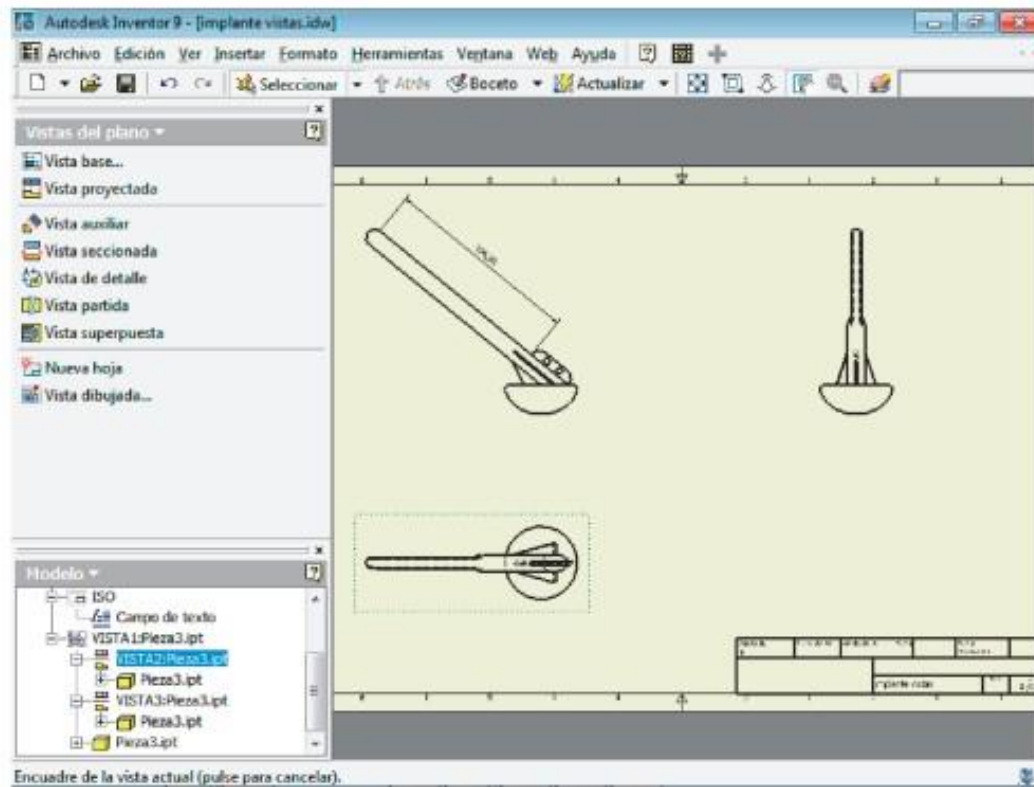 Autodesk Inventor 9 - [implante vistas.idw]
Archivo Edición Ver Insertar Formato Herramientas Ventana Web Ayuda
Seleccionar Atrás Boceto Actualizar
Vistas del plano
Vista base...
Vista proyectada
Vista auxiliar
Vista seccionada
Vista de detalle
Vista partida
Vista superpuesta
Nueva hoja
Vista dibujada...
Modelo
ISO
Campo de texto
VISTA1:Pieza3.ipt
VISTA2:Pieza3.ipt
Pieza3.ipt
VISTA3:Pieza3.ipt
Pieza3.ipt
Pieza3.ipt
implante vistas
Encuadre de la vista actual (pulse para cancelar).